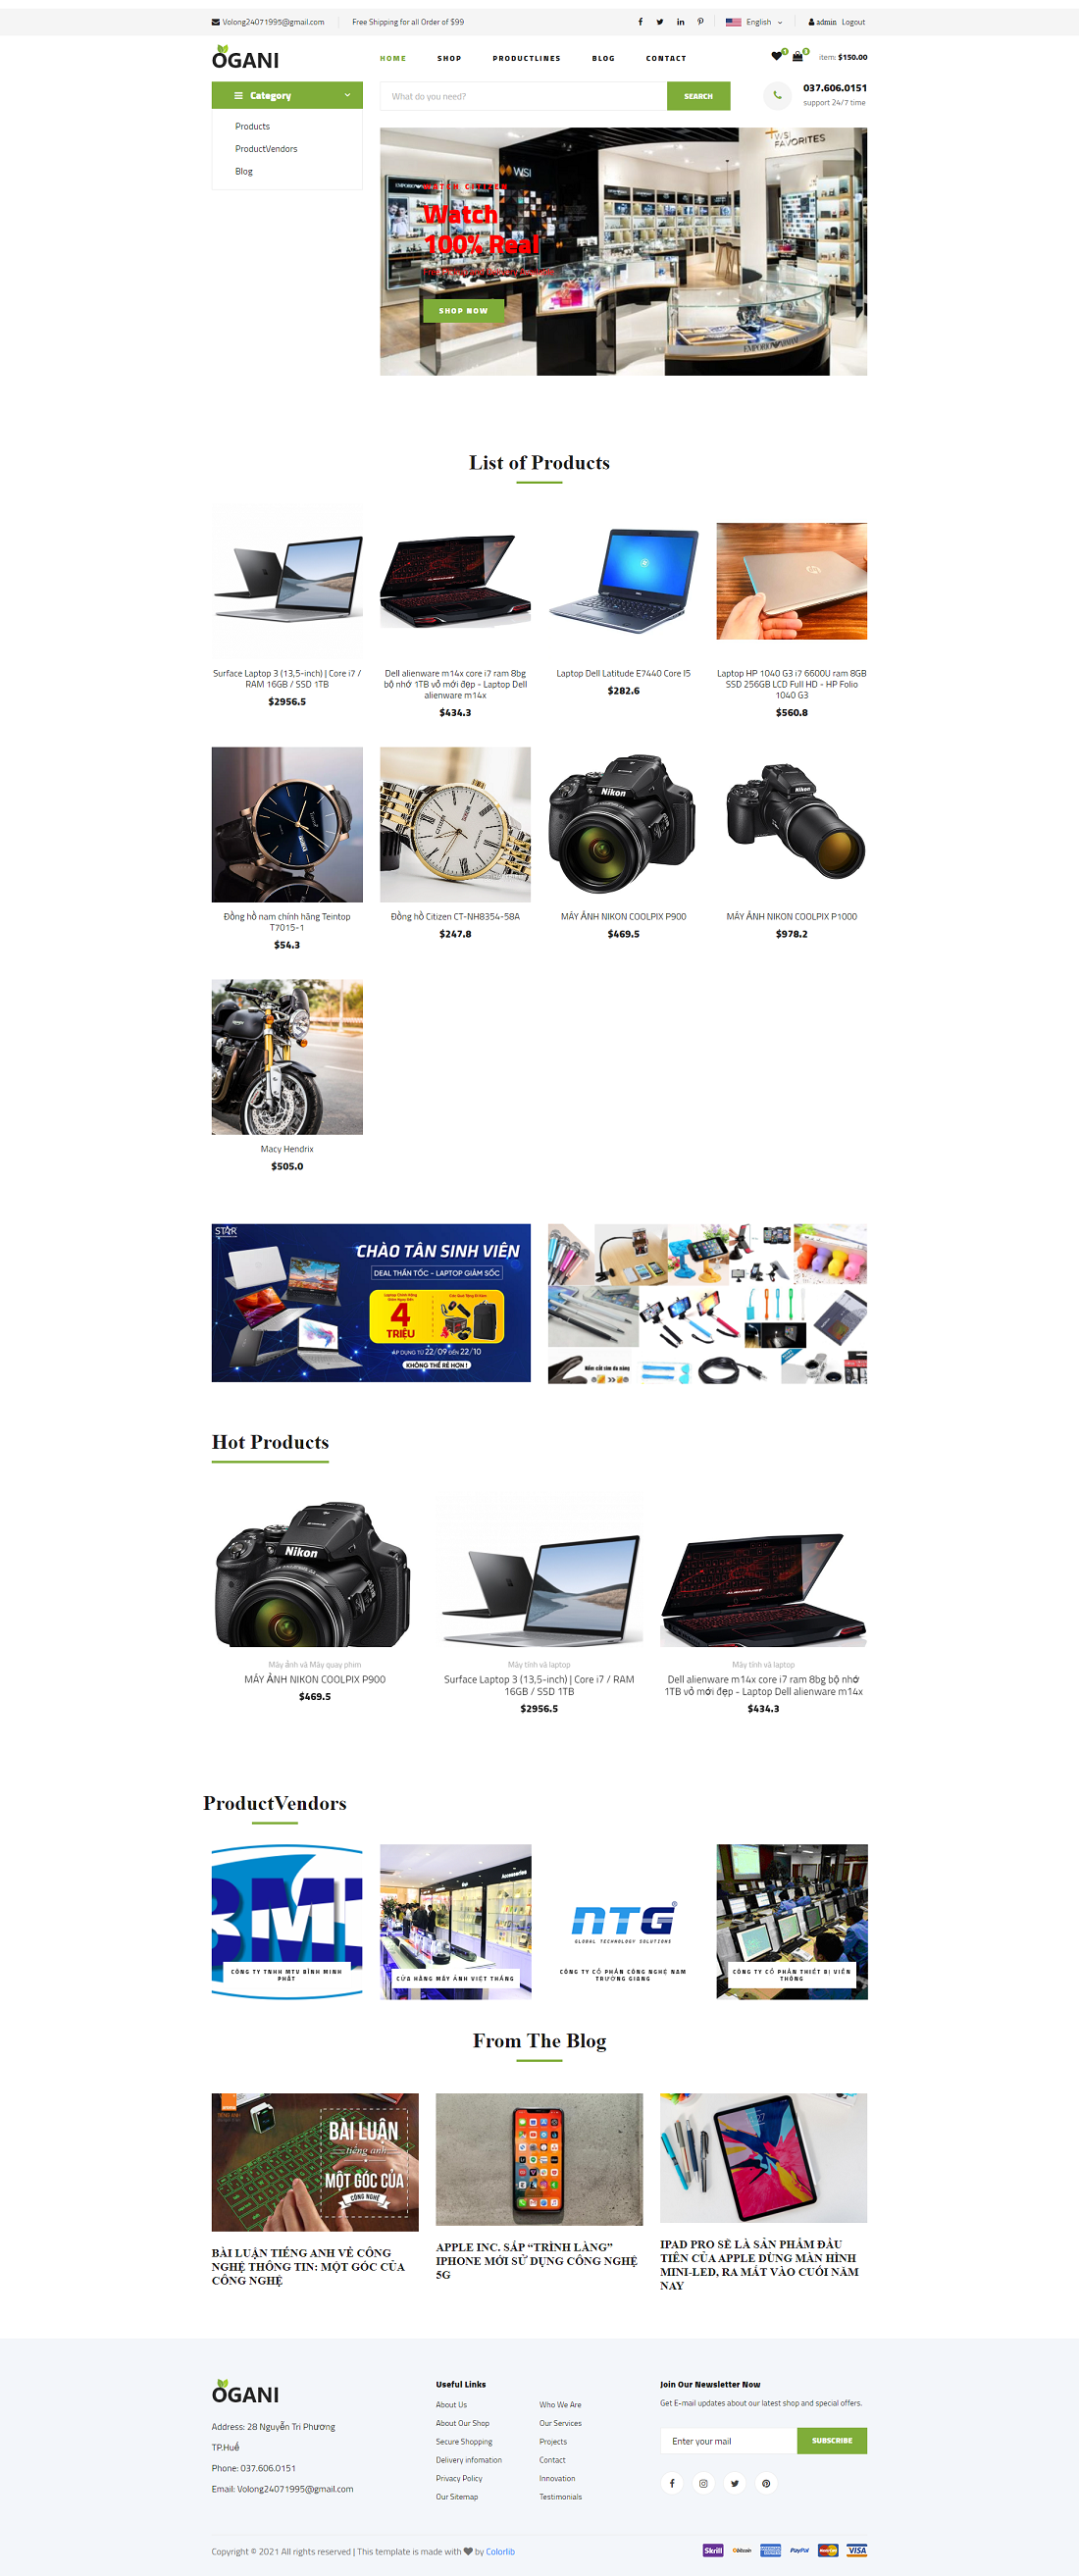 Volong24071995@gmail.com
Free Shipping for all Order of $99
English
admin Logout
OGANI
HOME SHOP PRODUCTLINES BLOG CONTACT
1 3
item: $150.00
Category
What do you need?
SEARCH
037.606.0151
support 24/7 time
Products
ProductVendors
Blog
WSI
FAVORITES
WSI
WATCH CITIZEN
Watch
100% Real
SHOP NOW
EMPORIO ARMANI
List of Products
Surface Laptop 3 (13,5-inch) | Core i7 /
RAM 16GB / SSD 1TB
$2956.5
Dell alienware m14x core i7 ram 8bg
bộ nhớ 1TB vỏ mới đẹp - Laptop Dell
alienware m14x
$434.3
Laptop Dell Latitude E7440 Core I5
$282.6
Laptop HP 1040 G3 i7 6600U ram 8GB
SSD 256GB LCD Full HD - HP Folio
1040 G3
$560.8
CITIZEN
Nikon
Nikon
Đồng hồ nam chính hãng Teintop
T7015-1
$54.3
Đồng hồ Citizen CT-NH8354-58A
$247.8
MÁY ẢNH NIKON COOLPIX P900
$469.5
MÁY ẢNH NIKON COOLPIX P1000
$978.2
Macy Hendrix
$505.0
STAR
CHÀO TÂN SINH VIÊN
DEAL THẦN TỐC - LAPTOP GIẢM SỐC
4
TRIỆU
ÁP DỤNG TỪ 22/09 ĐẾN 22/10
KHÔNG THỂ RẺ HƠN !
Hot Products
Nikon
Máy ảnh và Máy quay phim
MÁY ẢNH NIKON COOLPIX P900
$469.5
Máy tính và laptop
Surface Laptop 3 (13,5-inch) | Core i7 / RAM
16GB / SSD 1TB
$2956.5
Máy tính và laptop
Dell alienware m14x core i7 ram 8bg bộ nhớ
1TB vỏ mới đẹp - Laptop Dell alienware m14x
$434.3
ProductVendors
BM
CÔNG TY TNHH MTV BÌNH MINH
PHÁT
Accessories
CỬA HÀNG MÁY ẢNH VIỆT THẮNG
NTG
GLOBAL TECHNOLOGY SOLUTIONS
CÔNG TY CỔ PHẦN CÔNG NGHỆ NAM
TRƯỜNG GIANG
CÔNG TY CỔ PHẦN THIẾT BỊ VIỄN
THÔNG
From The Blog
BÀI LUẬN
tiếng anh
MỘT GÓC CỦA
CÔNG NGHỆ
BÀI LUẬN TIẾNG ANH VỀ CÔNG
NGHỆ THÔNG TIN: MỘT GÓC CỦA
CÔNG NGHỆ
APPLE INC. SẮP “TRÌNH LÀNG”
IPHONE MỚI SỬ DỤNG CÔNG NGHỆ
5G
IPAD PRO SẼ LÀ SẢN PHẨM ĐẦU
TIÊN CỦA APPLE DÙNG MÀN HÌNH
MINI-LED, RA MẮT VÀO CUỐI NĂM
NAY
OGANI
Address: 28 Nguyễn Tri Phương
TP.Huế
Phone: 037.606.0151
Email: Volong24071995@gmail.com
Useful Links
About Us
About Our Shop
Secure Shopping
Delivery infomation
Privacy Policy
Our Sitemap
Who We Are
Our Services
Projects
Contact
Innovation
Testimonials
Join Our Newsletter Now
Get E-mail updates about our latest shop and special offers.
Enter your mail
SUBSCRIBE
Copyright © 2021 All rights reserved | This template is made with by Colorlib
Skrill bitcoin PayPal VISA